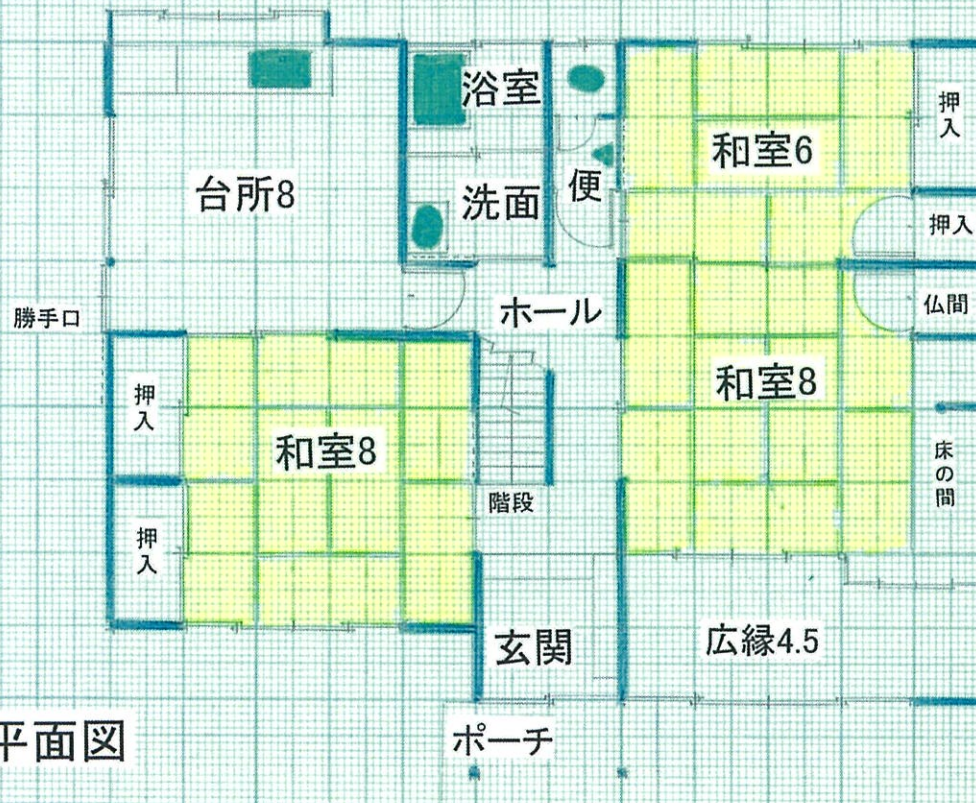 浴室
和室6
押入
台所8
洗面
便
押入
勝手口
ホール
仏間
押入
和室8
和室8
床の間
階段
押入
玄関
広縁4.5
平面図
ポーチ